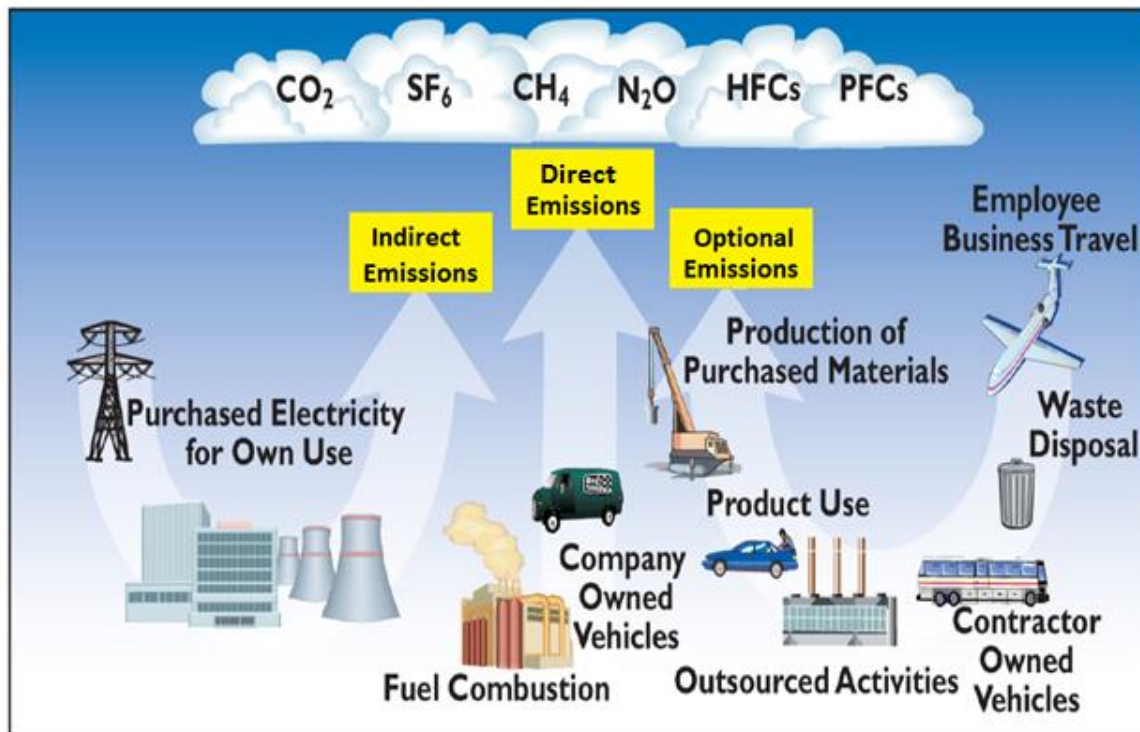 CO₂ SF₆ CH₄ N₂O HFCs PFCs
Direct
Emissions
Indirect
Emissions
Optional
Emissions
Employee
Business Travel
Production of
Purchased Materials
Purchased Electricity
for Own Use
Waste
Disposal
Product Use
Company
Owned
Vehicles
Fuel Combustion
Outsourced Activities
Contractor
Owned
Vehicles